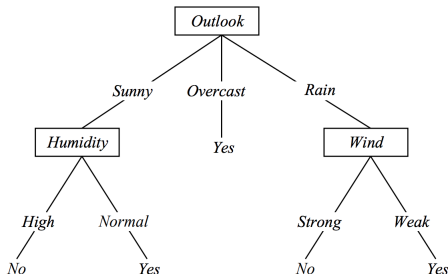 Outlook
Sunny Overcast Rain
Humidity Yes Wind
High Normal Strong Weak
No Yes No Yes